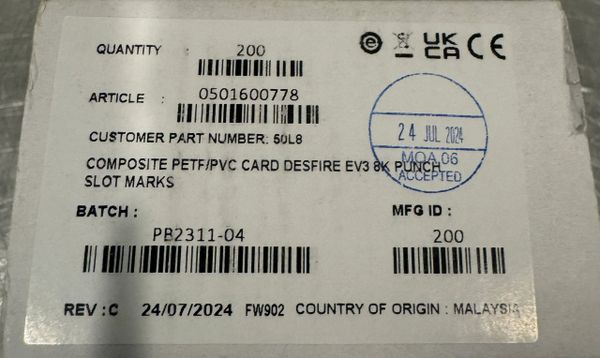 QUANTITY : 200
UK CA CE
ARTICLE : 0501600778
CUSTOMER PART NUMBER: 50L8
24 JUL 2024
MOA.06
ACCEPTED
COMPOSITE PETF/PVC CARD DESFIRE EV3 8K PUNCH
SLOT MARKS
BATCH : MFG ID :
PB2311-04 200
REV : C 24/07/2024 FW902 COUNTRY OF ORIGIN : MALAYSIA